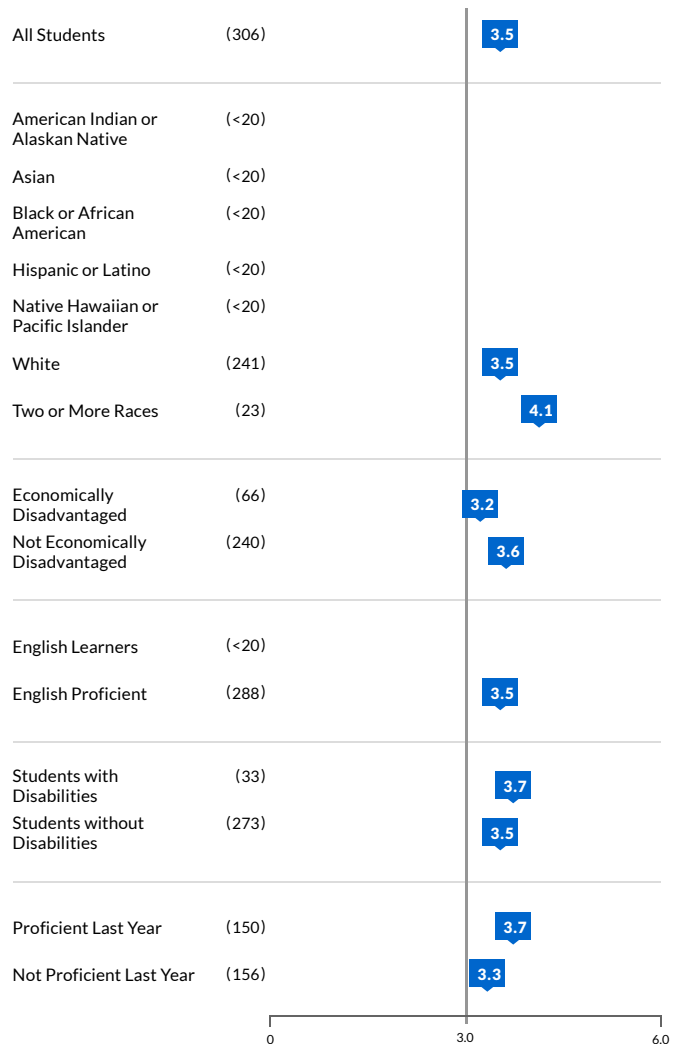 All Students (306) 3.5
American Indian or (<20)
Alaskan Native
Asian (<20)
Black or African (<20)
American
Hispanic or Latino (<20)
Native Hawaiian or (<20)
Pacific Islander
White (241) 3.5
Two or More Races (23) 4.1
Economically (66) 3.2
Disadvantaged
Not Economically (240) 3.6
Disadvantaged
English Learners (<20)
English Proficient (288) 3.5
Students with (33) 3.7
Disabilities
Students without (273) 3.5
Disabilities
Proficient Last Year (150) 3.7
Not Proficient Last Year (156) 3.3
0 3.0 6.0